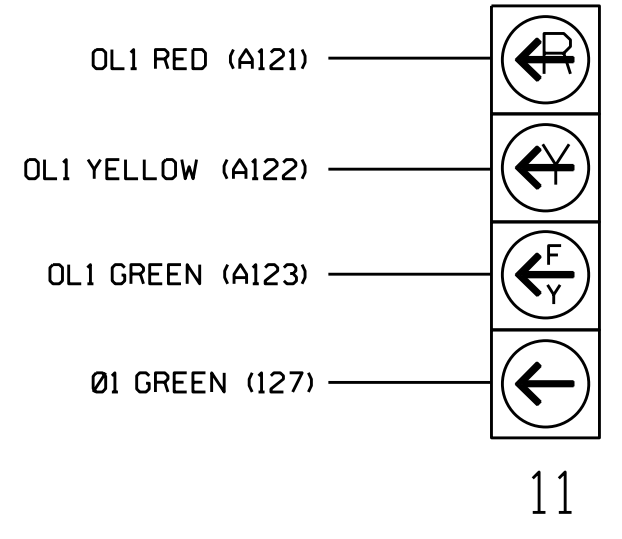 OL1 RED (A121)
R
OL1 YELLOW (A122)
Y
OL1 GREEN (A123)
F
Y
Ø1 GREEN (127)
11